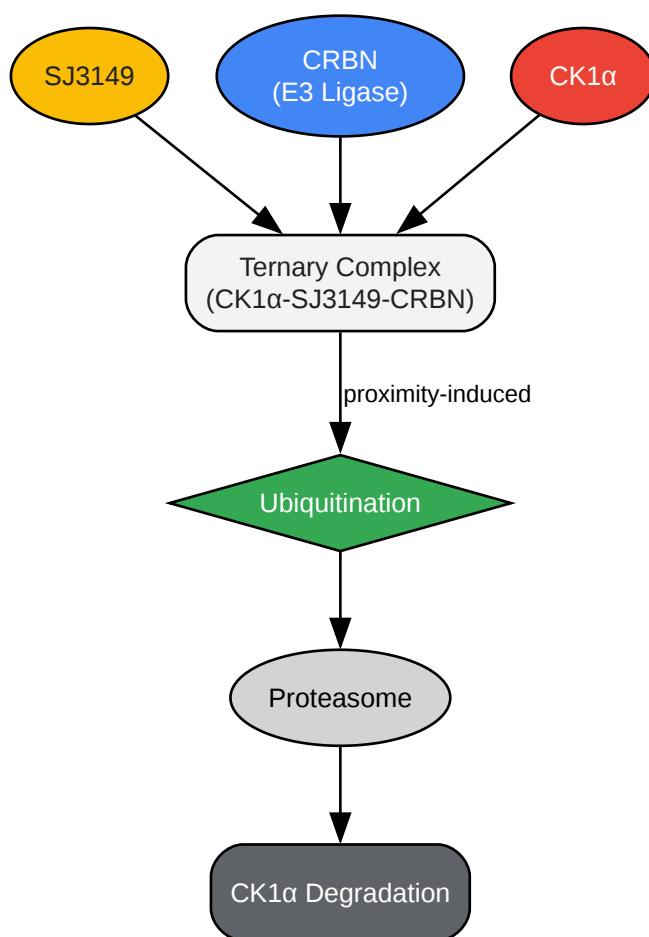 SJ3149
CRBN
(E3 Ligase)
CK1α
Ternary Complex
(CK1α-SJ3149-CRBN)
proximity-induced
Ubiquitination
Proteasome
CK1α Degradation